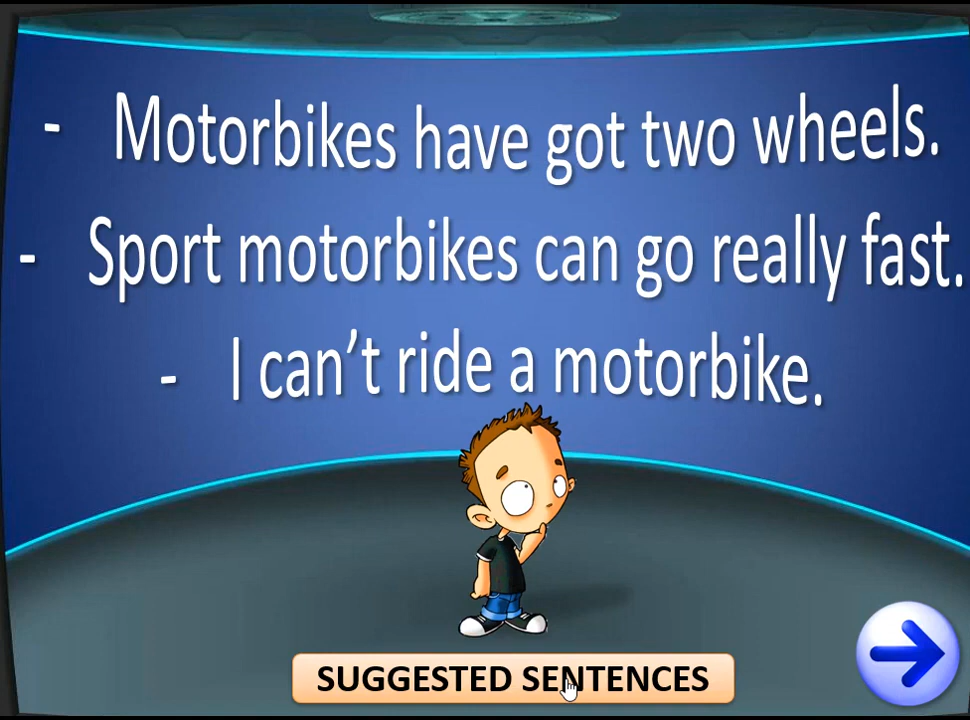 - Motorbikes have got two wheels.
- Sport motorbikes can go really fast.
- I can’t ride a motorbike.
SUGGESTED SENTENCES